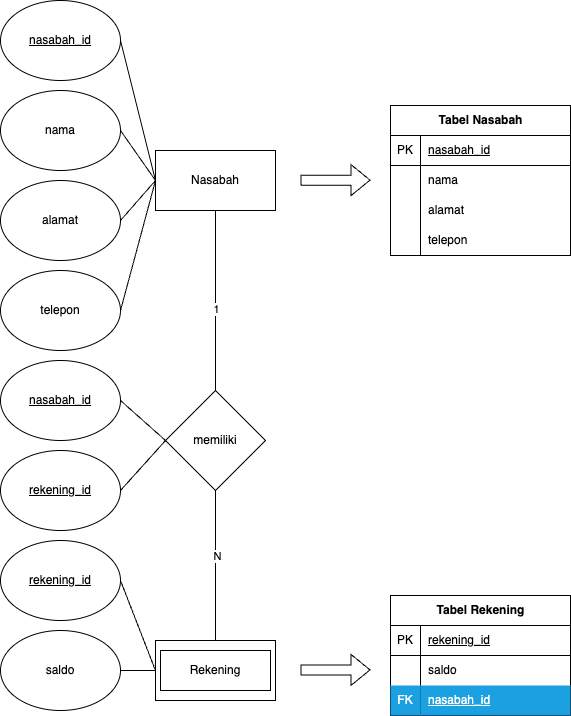 nasabah_id
nama
alamat
telepon
Nasabah
1
nasabah_id
rekening_id
memiliki
N
rekening_id
saldo
Rekening
Tabel Nasabah
PK nasabah_id
nama
alamat
telepon
Tabel Rekening
PK rekening_id
saldo
FK nasabah_id